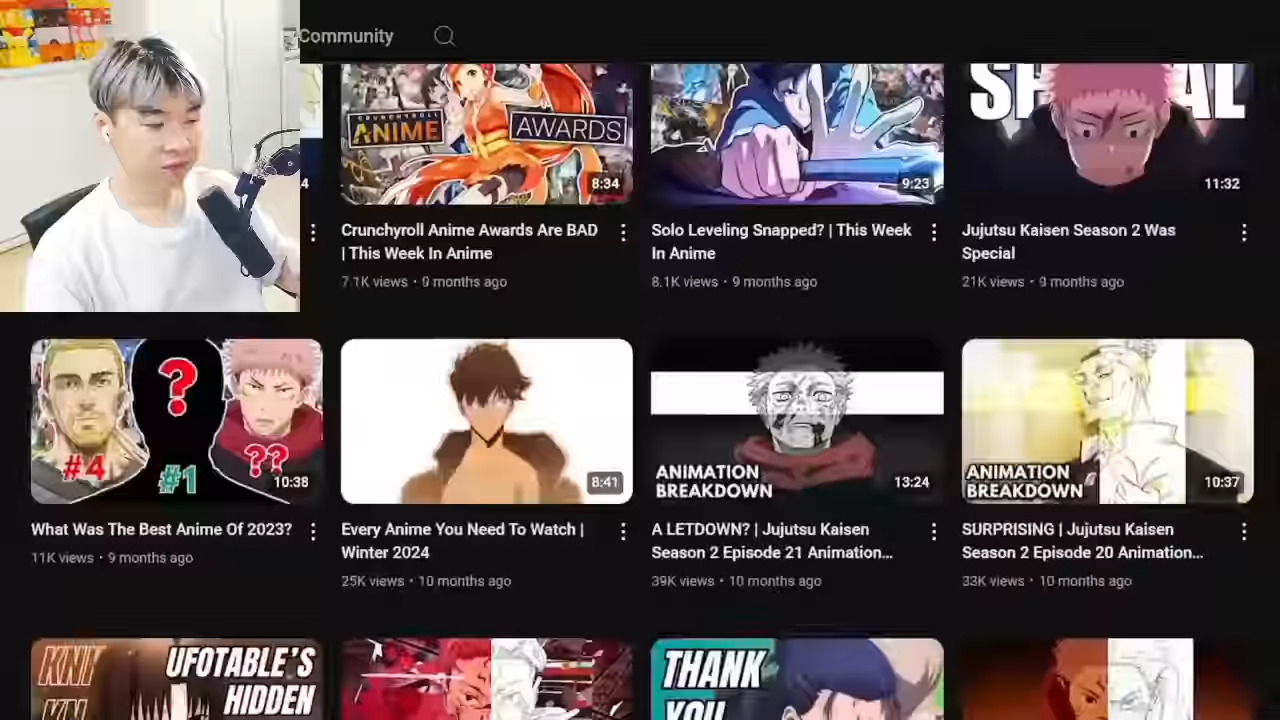 Community
CRUNCHYROLL
ANIME
AWARDS
8:34
9:23
11:32
4
Crunchyroll Anime Awards Are BAD
| This Week In Anime
7.1K views • 9 months ago
Solo Leveling Snapped? | This Week
In Anime
8.1K views • 9 months ago
Jujutsu Kaisen Season 2 Was
Special
21K views • 9 months ago
?
#4
#1
??
10:38
8:41
ANIMATION
BREAKDOWN
13:24
ANIMATION
BREAKDOWN
10:37
What Was The Best Anime Of 2023?
11K views • 9 months ago
Every Anime You Need To Watch |
Winter 2024
25K views • 10 months ago
A LETDOWN? | Jujutsu Kaisen
Season 2 Episode 21 Animation...
39K views • 10 months ago
SURPRISING | Jujutsu Kaisen
Season 2 Episode 20 Animation...
33K views • 10 months ago
UFOTABLE'S
HIDDEN
THANK
YOU